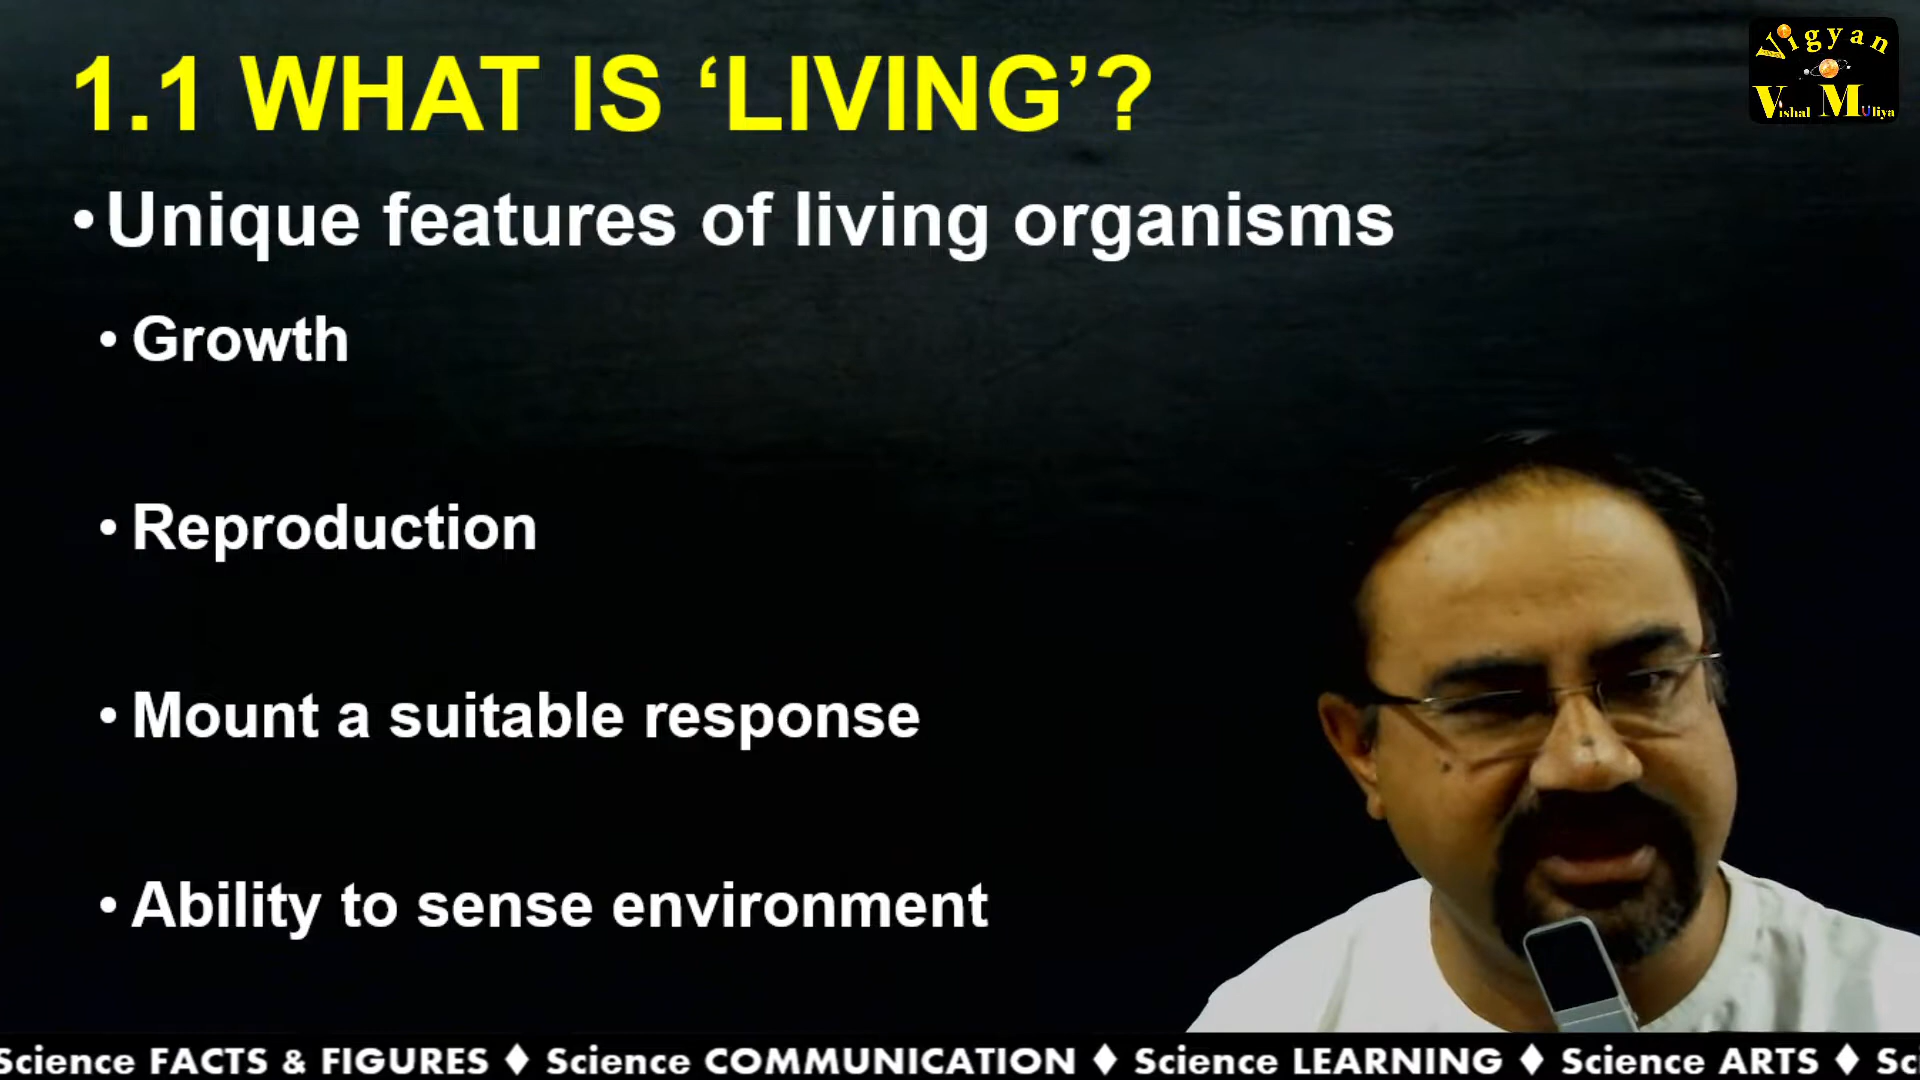 1.1 WHAT IS ‘LIVING’?
Vigyan
Vishal MUliya
•Unique features of living organisms
• Growth
• Reproduction
• Mount a suitable response
• Ability to sense environment
Science FACTS & FIGURES ♦ Science COMMUNICATION ♦ Science LEARNING ♦ Science ARTS ♦ Sc